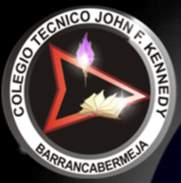 COLEGIO TECNICO JOHN F. KENNEDY
BARRANCABERMEJA